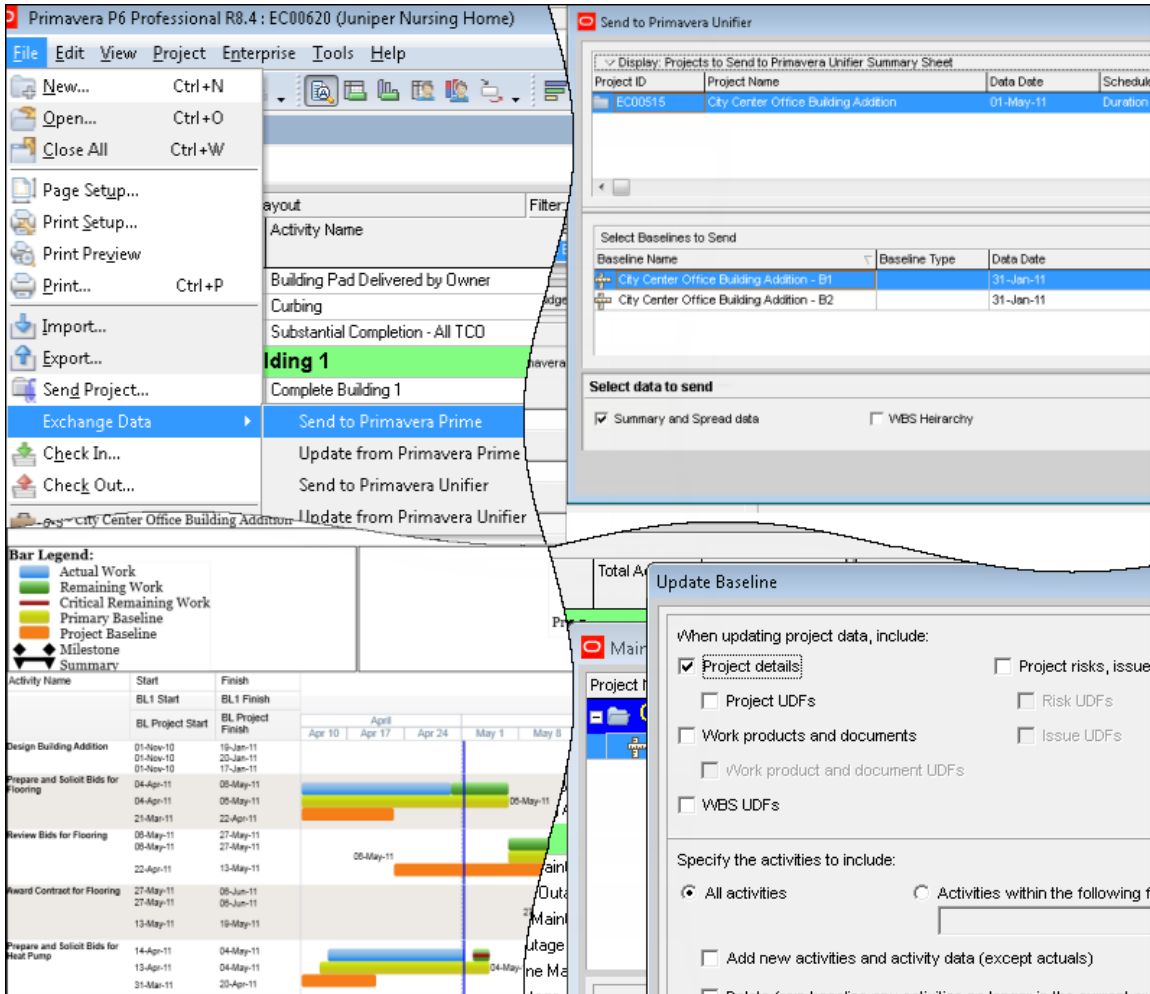 Primavera P6 Professional R8.4 : EC00620 (Juniper Nursing Home)
File Edit View Project Enterprise Tools Help
New... Ctrl+N
Open... Ctrl+O
Close All Ctrl+W
Page Setup...
Print Setup...
Print Preview
Print... Ctrl+P
Import...
Export...
Send Project...
Exchange Data
Check In...
Check Out...
City Center Office Building Addition
Send to Primavera Prime
Update from Primavera Prime
Send to Primavera Unifier
Update from Primavera Unifier
ayout Filter:
Activity Name
Building Pad Delivered by Owner
Curbing
Substantial Completion - All TCO
lding 1
Complete Building 1
Send to Primavera Unifier
Display: Projects to Send to Primavera Unifier Summary Sheet
Project ID Project Name Data Date Schedule
EC00515 City Center Office Building Addition 01-May-11 Duration
Select Baselines to Send
Baseline Name Baseline Type Data Date
City Center Office Building Addition - B1 31-Jan-11
City Center Office Building Addition - B2 31-Jan-11
Select data to send
Summary and Spread data WBS Heirarchy
Bar Legend:
Actual Work
Remaining Work
Critical Remaining Work
Primary Baseline
Project Baseline
Milestone
Summary
Activity Name Start Finish
BL1 Start BL1 Finish
BL Project Start BL Project Finish
April
Apr 10 Apr 17 Apr 24 May 1 May 8
Design Building Addition 01-Nov-10 19-Jan-11
01-Nov-10 20-Jan-11
01-Nov-10 17-Jan-11
Prepare and Solicit Bids for Flooring 04-Apr-11 06-May-11
04-Apr-11 06-May-11 06-May-11
21-Mar-11 22-Apr-11
Review Bids for Flooring 08-May-11 27-May-11
08-May-11 27-May-11
06-May-11
22-Apr-11 13-May-11
Award Contract for Flooring 27-May-11 06-Jun-11
27-May-11 06-Jun-11
13-May-11 19-May-11
Prepare and Solicit Bids for Heat Pump 14-Apr-11 04-May-11
13-Apr-11 04-May-11 04-May-
31-Mar-11 20-Apr-11
Total A
Main
Project
Outa
Main
utage
ne Ma
Update Baseline
When updating project data, include:
Project details Project risks, issue
Project UDFs Risk UDFs
Work products and documents Issue UDFs
Work product and document UDFs
WBS UDFs
Specify the activities to include:
All activities Activities within the following f
Add new activities and activity data (except actuals)